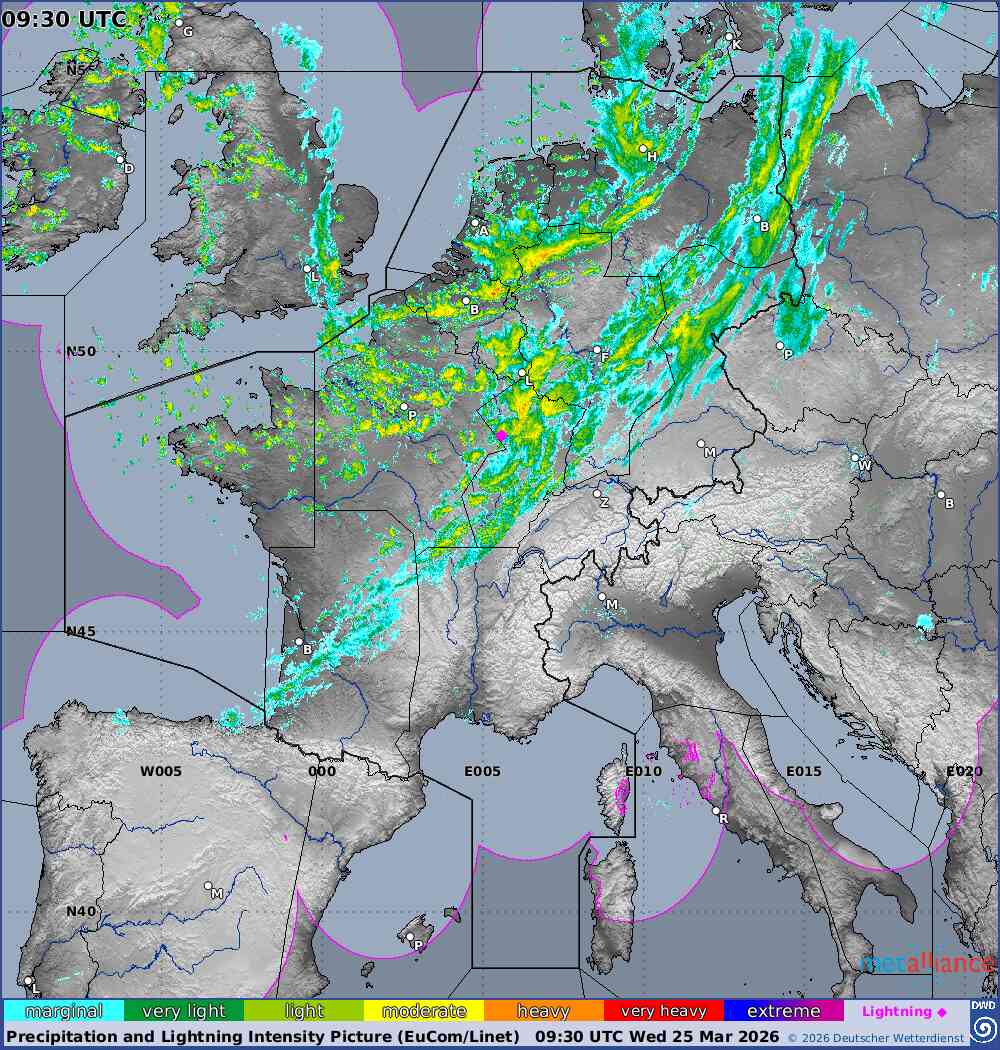 09:30 UTC
G
K
N55
H
D
A
B
L
B
N50
F
P
L
P
M
W
Z
B
M
N45
B
W005
000
E005
E010
E015
E020
R
M
N40
P
L
metalliance
marginal very light light moderate heavy very heavy extreme Lightning
DWD
Precipitation and Lightning Intensity Picture (EuCom/Linet) 09:30 UTC Wed 25 Mar 2026 © 2026 Deutscher Wetterdienst